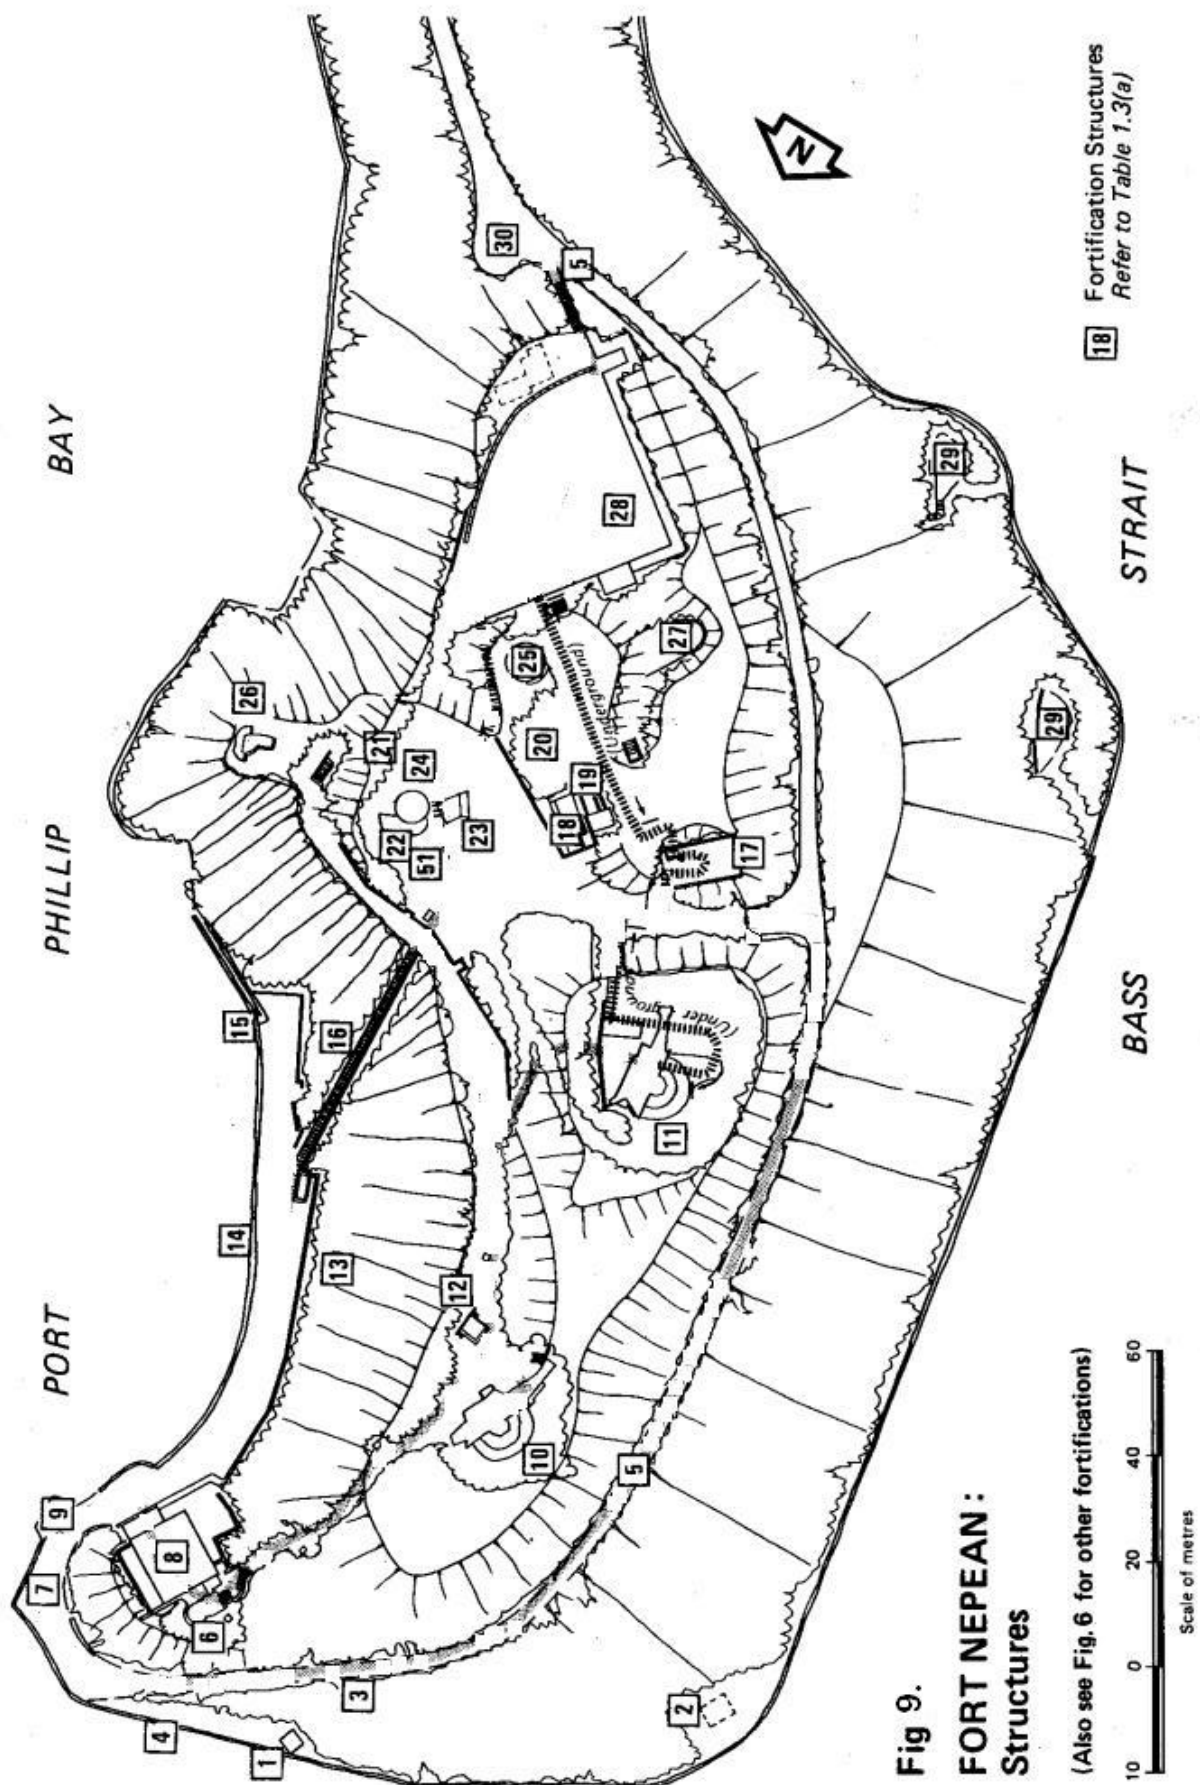 PORT PHILLIP BAY
7
9
4
8
6
14
15
26
1
13
16
3
21
22
24
51
12
23
30
25
10
20
18
5
19
(Underground)
28
5
(Underground)
11
27
2
17
29
29
BASS STRAIT
N
Fig 9.
FORT NEPEAN :
Structures
(Also see Fig. 6 for other fortifications)
10 0 20 40 60
Scale of metres
18 Fortification Structures
Refer to Table 1.3(a)